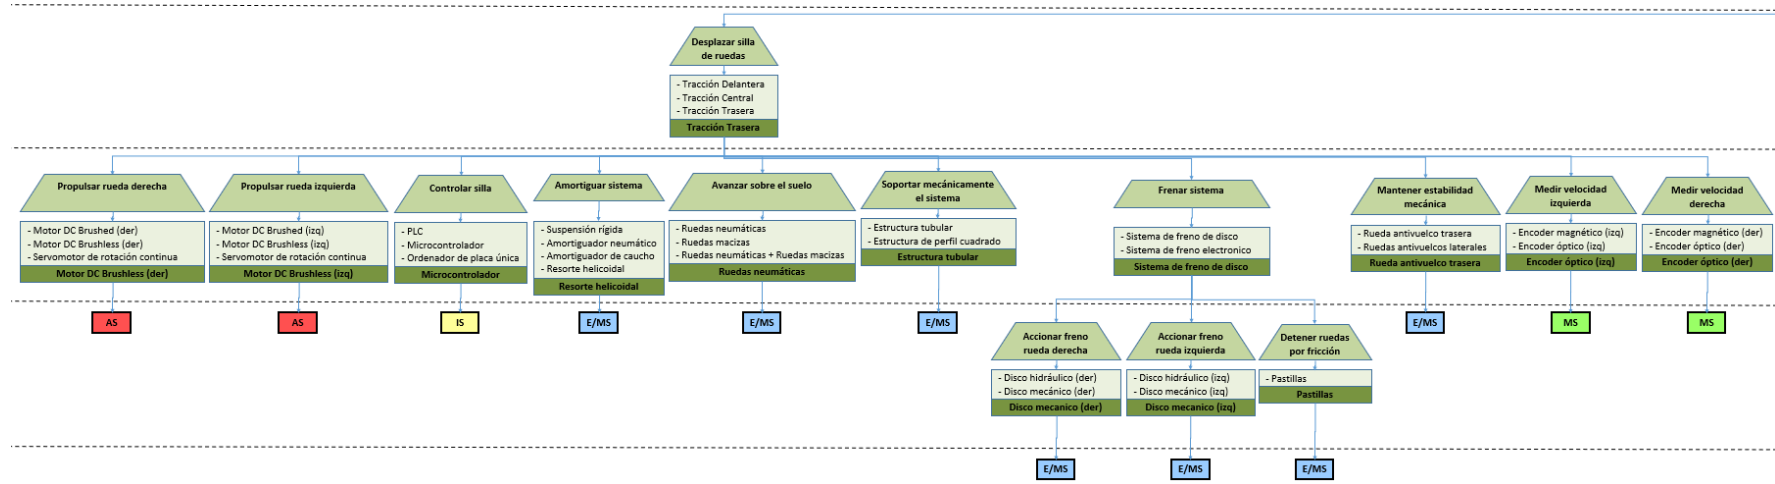 Desplazar silla
de ruedas
- Tracción Delantera
- Tracción Central
- Tracción Trasera
Tracción Trasera
Propulsar rueda derecha
- Motor DC Brushed (der)
- Motor DC Brushless (der)
- Servomotor de rotación continua
Motor DC Brushless (der)
AS
Propulsar rueda izquierda
- Motor DC Brushed (izq)
- Motor DC Brushless (izq)
- Servomotor de rotación continua
Motor DC Brushless (izq)
AS
Controlar silla
- PLC
- Microcontrolador
- Ordenador de placa única
Microcontrolador
IS
Amortiguar sistema
- Suspensión rígida
- Amortiguador neumático
- Amortiguador de caucho
- Resorte helicoidal
Resorte helicoidal
E/MS
Avanzar sobre el suelo
- Ruedas neumáticas
- Ruedas macizas
- Ruedas neumáticas + Ruedas macizas
Ruedas neumáticas
E/MS
Soportar mecánicamente
el sistema
- Estructura tubular
- Estructura de perfil cuadrado
Estructura tubular
E/MS
Frenar sistema
- Sistema de freno de disco
- Sistema de freno electronico
Sistema de freno de disco
Mantener estabilidad
mecánica
- Rueda antivuelco trasera
- Ruedas antivuelcos laterales
Rueda antivuelco trasera
E/MS
Medir velocidad
izquierda
- Encoder magnético (izq)
- Encoder óptico (izq)
Encoder óptico (izq)
MS
Medir velocidad
derecha
- Encoder magnético (der)
- Encoder óptico (der)
Encoder óptico (der)
MS
Accionar freno
rueda derecha
- Disco hidráulico (der)
- Disco mecánico (der)
Disco mecanico (der)
E/MS
Accionar freno
rueda izquierda
- Disco hidráulico (izq)
- Disco mecánico (izq)
Disco mecanico (izq)
E/MS
Detener ruedas
por fricción
- Pastillas
Pastillas
E/MS